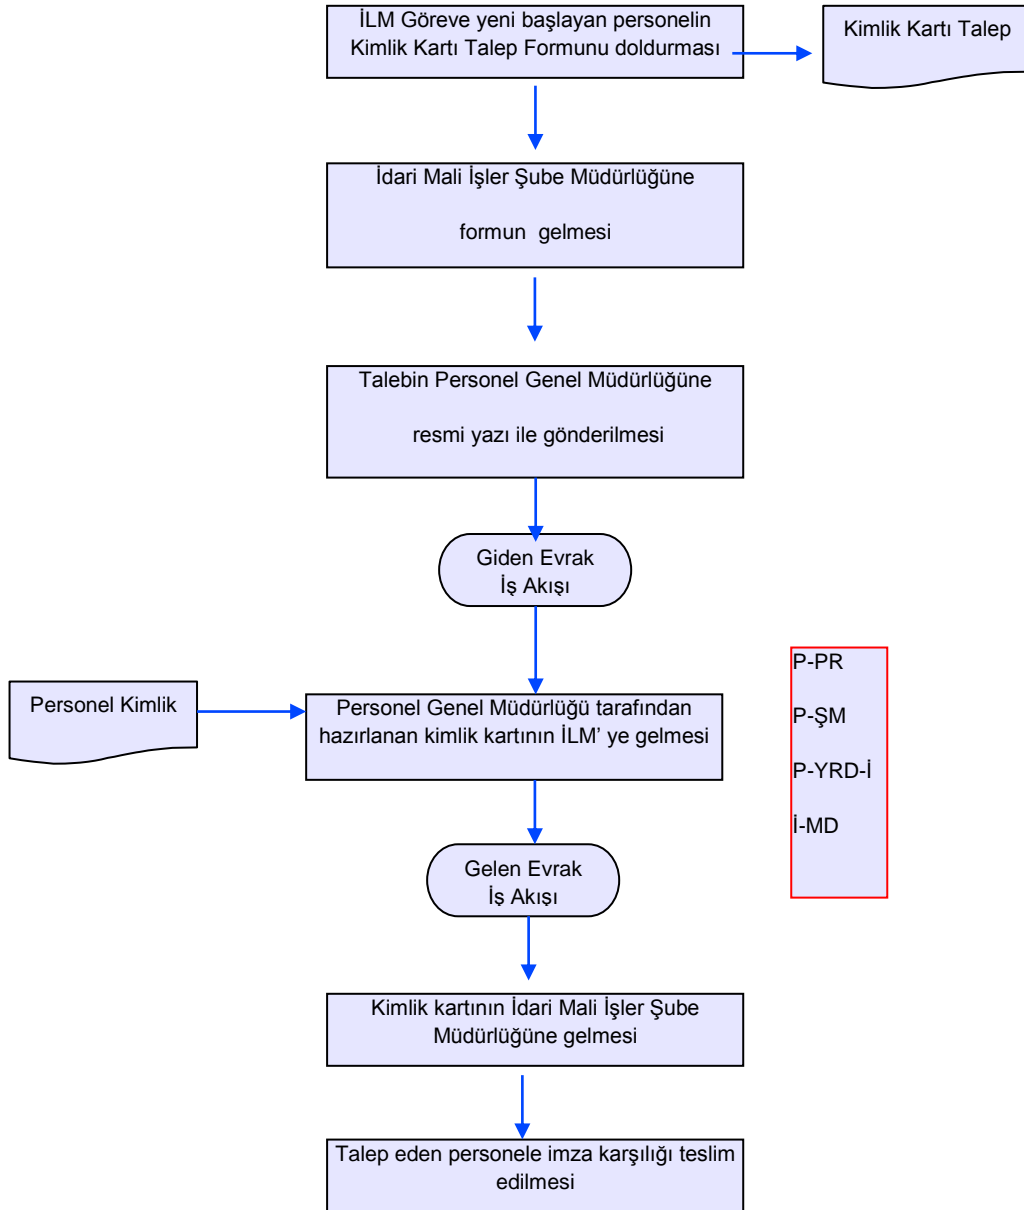 İLM Göreve yeni başlayan personelin
Kimlik Kartı Talep Formunu doldurması
Kimlik Kartı Talep
İdari Mali İşler Şube Müdürlüğüne
formun gelmesi
Talebin Personel Genel Müdürlüğüne
resmi yazı ile gönderilmesi
Giden Evrak
İş Akışı
Personel Kimlik
Personel Genel Müdürlüğü tarafından
hazırlanan kimlik kartının İLM' ye gelmesi
P-PR
P-ŞM
P-YRD-İ
İ-MD
Gelen Evrak
İş Akışı
Kimlik kartının İdari Mali İşler Şube
Müdürlüğüne gelmesi
Talep eden personele imza karşılığı teslim
edilmesi